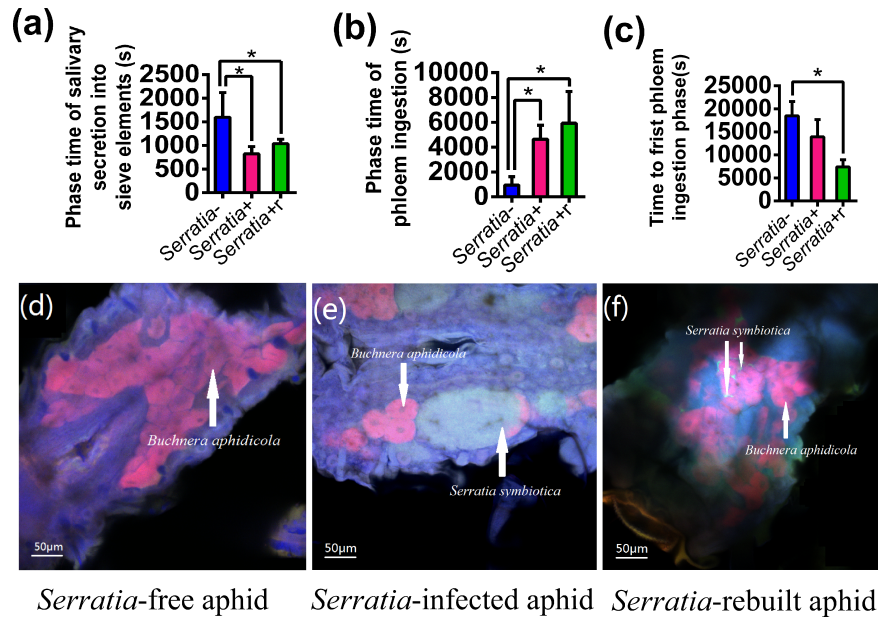 (a)
Phase time of salivary
secretion into
sieve elements (s)
2500
2000
1500
1000
500
0
*
*
Serratia-
Serratia+
Serratia+r
(b)
Phase time of
phloem ingestion (s)
10000
8000
6000
4000
2000
0
*
*
Serratia-
Serratia+
Serratia+r
(c)
Time to frist phloem
ingestion phase(s)
25000
20000
15000
10000
5000
0
*
Serratia-
Serratia+
Serratia+r
(d)
Buchnera aphidicola
50μm
(e)
Buchnera aphidicola
Serratia symbiotica
50μm
(f)
Serratia symbiotica
Buchnera aphidicola
50μm
Serratia-free aphid
Serratia-infected aphid
Serratia-rebuilt aphid